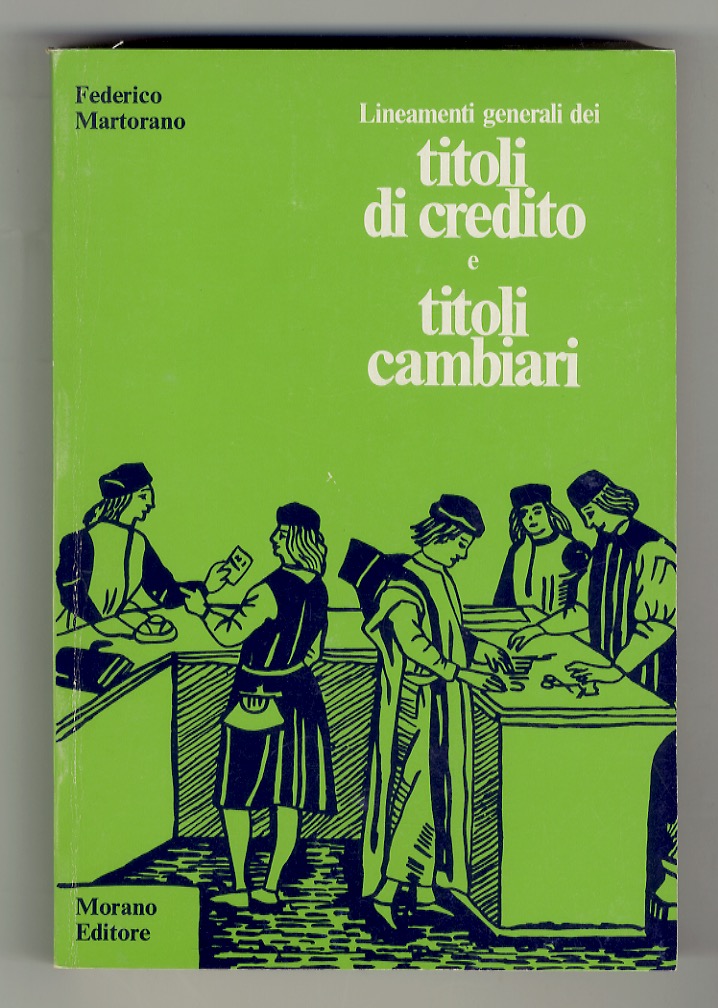 Federico
Martorano
Lineamenti generali dei
titoli
di credito
e
titoli
cambiari
Morano
Editore